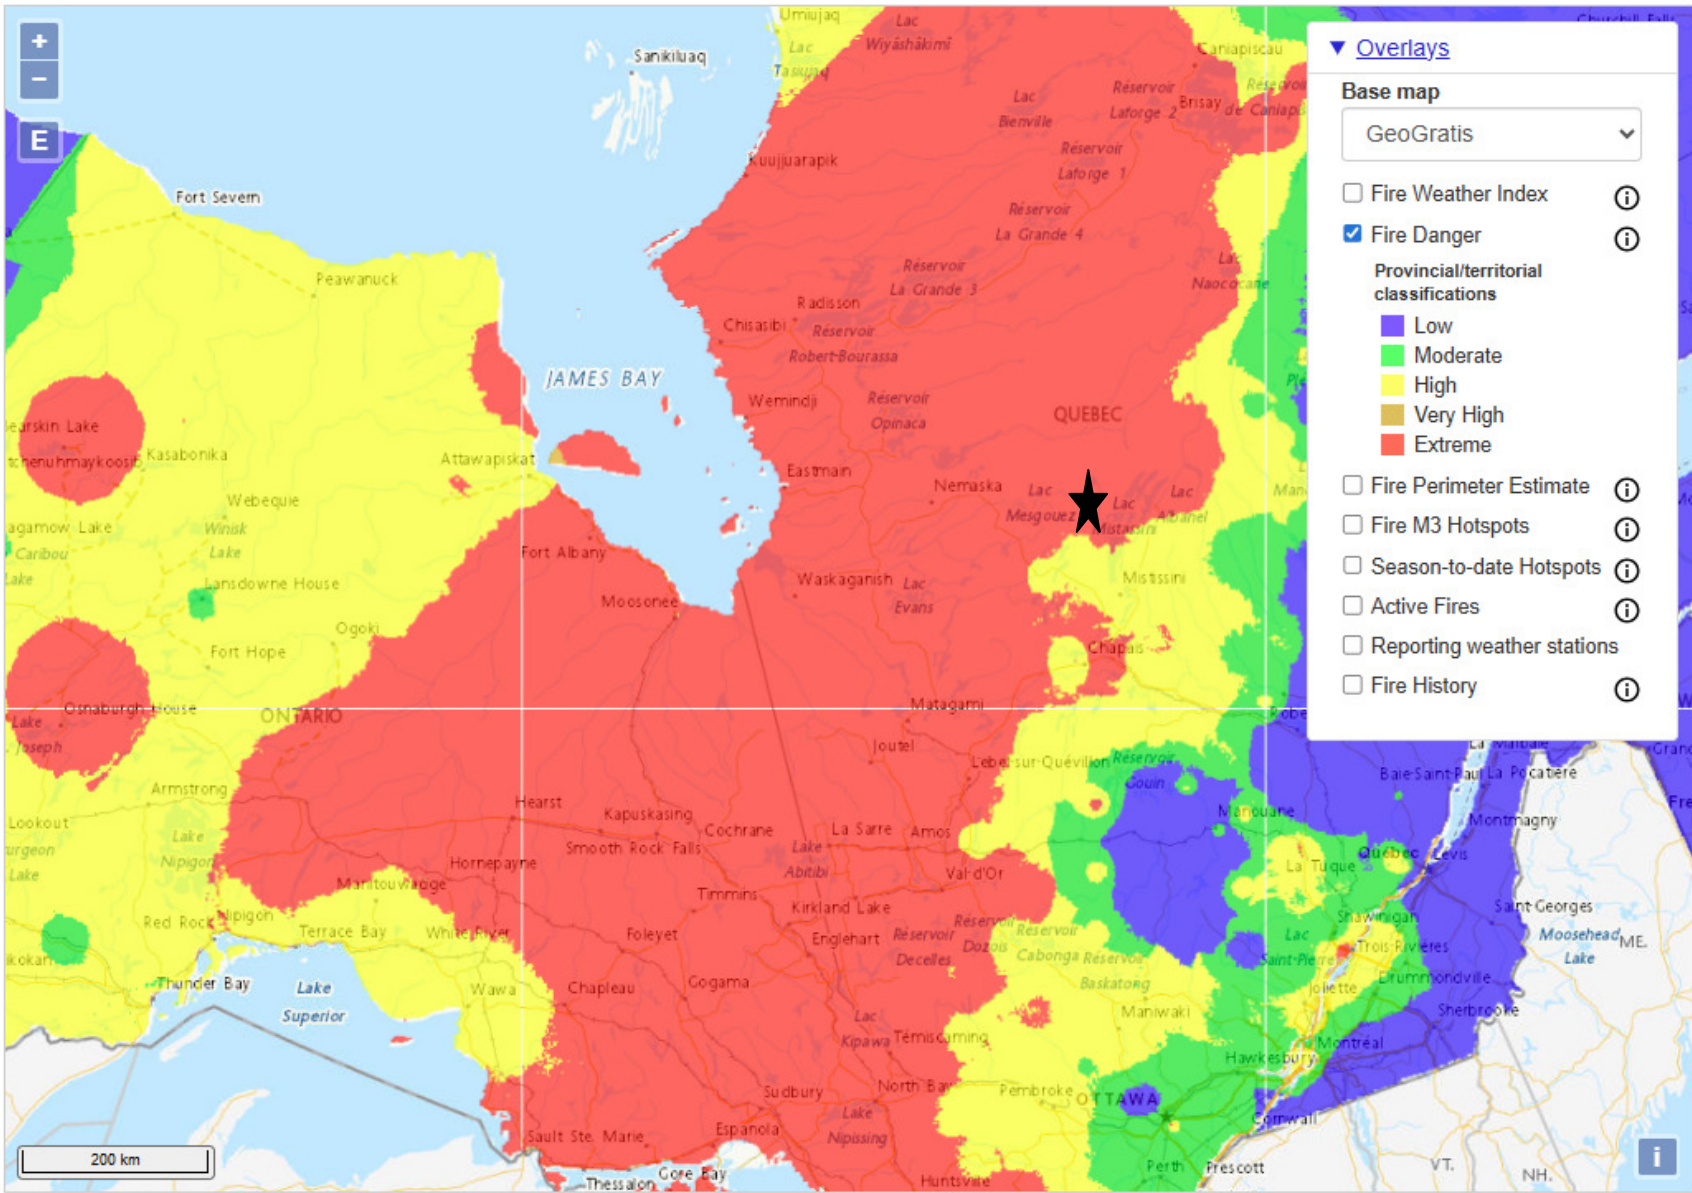 +
−
E
Overlays
Base map
GeoGratis
Fire Weather Index
Fire Danger
Provincial/territorial
classifications
Low
Moderate
High
Very High
Extreme
Fire Perimeter Estimate
Fire M3 Hotspots
Season-to-date Hotspots
Active Fires
Reporting weather stations
Fire History
Umiujaq
Lac
Tasiujaq
Lac
Wiyâshâkimî
Sanikiluaq
Caniapiscau
Réservoir
Laforge 2
Brisay
Lac
Bienville
Réservoir
Laforge 1
Kuujjuarapik
Fort Severn
Réservoir
La Grande 4
Peawanuck
Réservoir
La Grande 3
Lac
Naococane
Radisson
Chisasibi
Réservoir
Robert-Bourassa
JAMES BAY
Wemindji
Réservoir
Opinaca
QUEBEC
Kasabonika
Attawapiskat
Eastmain
Nemaska
Lac
Mesgouez
Lac
Mistassini
Lac
Albanel
Webequie
Winisk
Lake
Caribou
Lake
Lansdowne House
Fort Albany
Waskaganish
Lac
Evans
Mistissini
Moosonee
Ogoki
Fort Hope
Chapais
Osnaburgh House
Lake
Joseph
ONTARIO
Matagami
Joutel
Lebel-sur-Quévillon
Réservoir
Gouin
La Malbaie
Baie-Saint-Paul
La Pocatière
Armstrong
Lookout
Lake
Nipigon
Hearst
Kapuskasing
Smooth Rock Falls
Cochrane
La Sarre
Amos
Lake
Abitibi
Manouane
Montmagny
Hornepayne
Manitouwadge
Val-d'Or
La Tuque
Québec
Lévis
Timmins
Kirkland Lake
Red Rock
Nipigon
Terrace Bay
White River
Foleyet
Englehart
Réservoir
Decelles
Réservoir
Dozois
Réservoir
Cabonga
Réservoir
Baskatong
Shawinigan
Lac
Saint-Pierre
Trois-Rivières
Saint-Georges
Moosehead
Lake
ME.
Thunder Bay
Lake
Superior
Wawa
Chapleau
Gogama
Joliette
Drummondville
Sherbrooke
Lac
Kipawa
Témiscaming
Maniwaki
Hawkesbury
Montréal
Sudbury
North Bay
Pembroke
OTTAWA
Cornwall
Lake
Nipissing
Sault Ste. Marie
Espanola
Thessalon
Gore Bay
Huntsville
Perth
Prescott
VT.
NH.
200 km
i